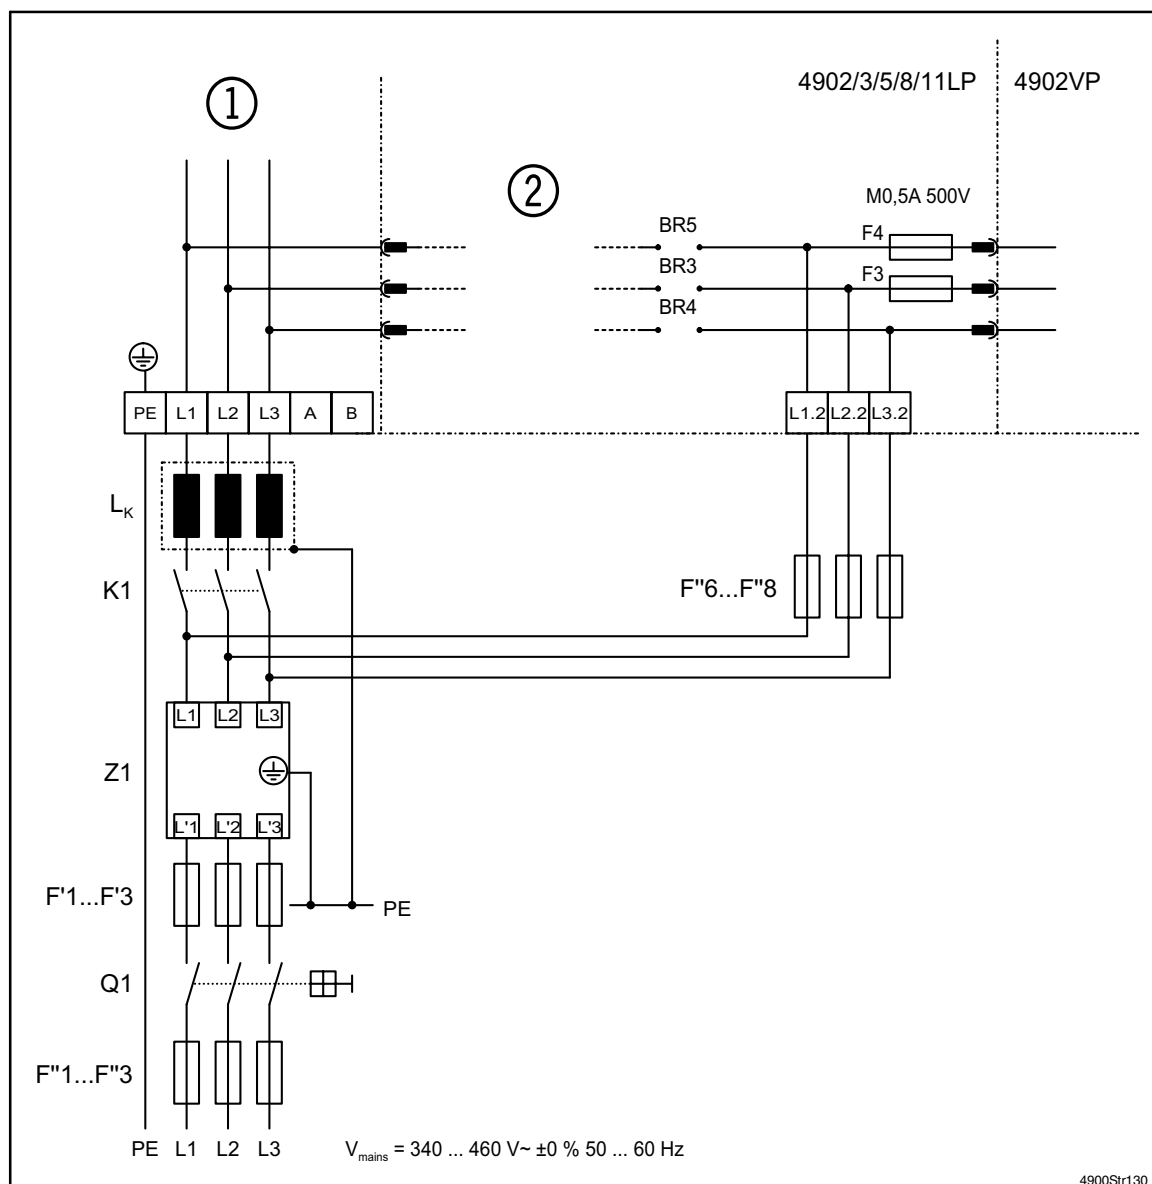 4902/3/5/8/11LP 4902VP
1
2
M0,5A 500V
BR5 F4
BR3 F3
BR4
PE L1 L2 L3 A B L1.2 L2.2 L3.2
LK
K1 F"6...F"8
L1 L2 L3
Z1
L'1 L'2 L'3
F'1...F'3 PE
Q1
F"1...F"3
PE L1 L2 L3 Vmains = 340 ... 460 V~ ±0 % 50 ... 60 Hz
4900Str130